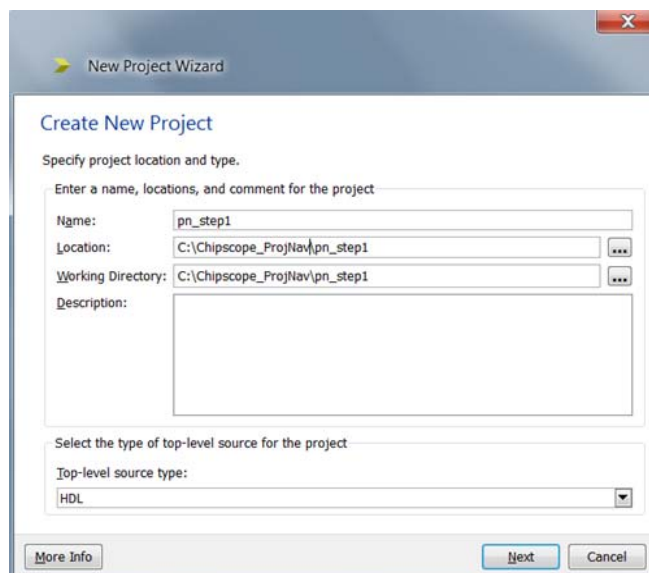 New Project Wizard
Create New Project
Specify project location and type.
Enter a name, locations, and comment for the project
Name: pn_step1
Location: C:\Chipscope_ProjNav\pn_step1 ...
Working Directory: C:\Chipscope_ProjNav\pn_step1 ...
Description:
Select the type of top-level source for the project
Top-level source type:
HDL
More Info Next Cancel